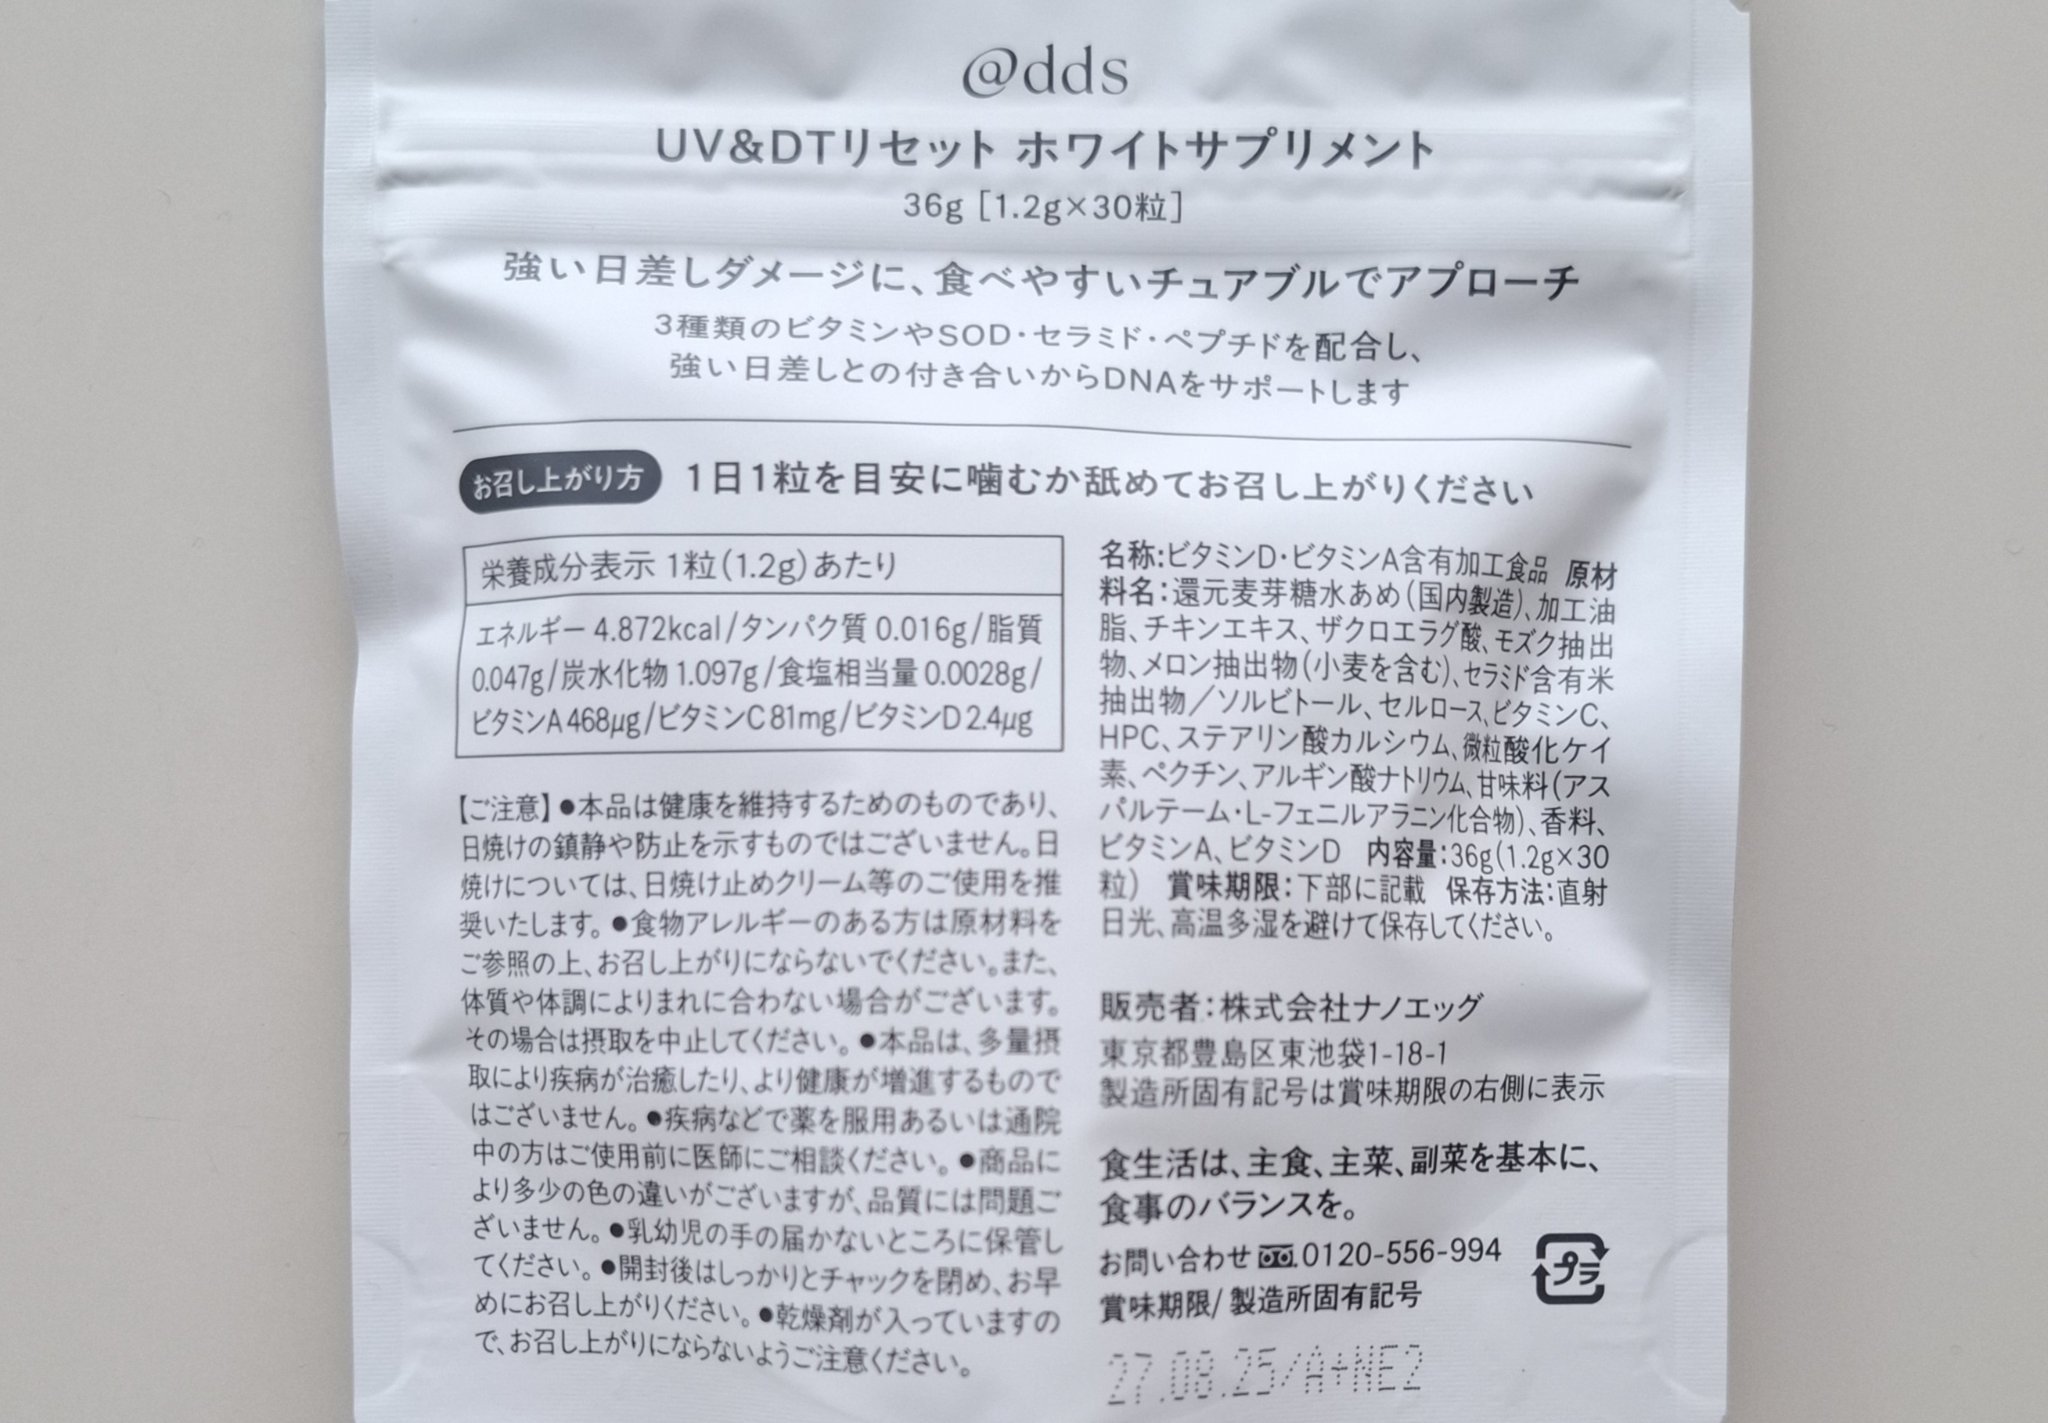 @dds
UV&DTリセット ホワイトサプリメント
36g [1.2g×30粒]
強い日差しダメージに、食べやすいチュアブルでアプローチ
3種類のビタミンやSOD・セラミド・ペプチドを配合し、
強い日差しとの付き合いからDNAをサポートします
お召し上がり方 1日1粒を目安に噛むか舐めてお召し上がりください
栄養成分表示 1粒(1.2g)あたり
エネルギー 4.872kcal/タンパク質 0.016g/脂質
0.047g/炭水化物 1.097g/食塩相当量 0.0028g/
ビタミンA 468μg/ビタミンC 81mg/ビタミンD 2.4μg
【ご注意】●本品は健康を維持するためのものであり、
日焼けの鎮静や防止を示すものではございません。日
焼けについては、日焼け止めクリーム等のご使用を推
奨いたします。●食物アレルギーのある方は原材料を
ご参照の上、お召し上がりにならないでください。また、
体質や体調によりまれに合わない場合がございます。
その場合は摂取を中止してください。●本品は、多量摂
取により疾病が治癒したり、より健康が増進するもので
はございません。●疾病などで薬を服用あるいは通院
中の方はご使用前に医師にご相談ください。●商品に
より多少の色の違いがございますが、品質には問題ご
ざいません。●乳幼児の手の届かないところに保管し
てください。●開封後はしっかりとチャックを閉め、お早
めにお召し上がりください。●乾燥剤が入っていますの
で、お召し上がりにならないようご注意ください。
名称:ビタミンD・ビタミンA含有加工食品 原材
料名:還元麦芽糖水あめ(国内製造)、加工油
脂、チキンエキス、ザクロエラグ酸、モズク抽出
物、メロン抽出物(小麦を含む)、セラミド含有米
抽出物/ソルビトール、セルロース、ビタミンC、
HPC、ステアリン酸カルシウム、微粒酸化ケイ
素、ペクチン、アルギン酸ナトリウム、甘味料(アス
パルテーム・L-フェニルアラニン化合物)、香料、
ビタミンA、ビタミンD 内容量:36g(1.2g×30
粒) 賞味期限:下部に記載 保存方法:直射
日光、高温多湿を避けて保存してください。
販売者:株式会社ナノエッグ
東京都豊島区東池袋1-18-1
製造所固有記号は賞味期限の右側に表示
食生活は、主食、主菜、副菜を基本に、
食事のバランスを。
お問い合わせ 0120-556-994
プラ
賞味期限/ 製造所固有記号
27.08.25/A+NE2